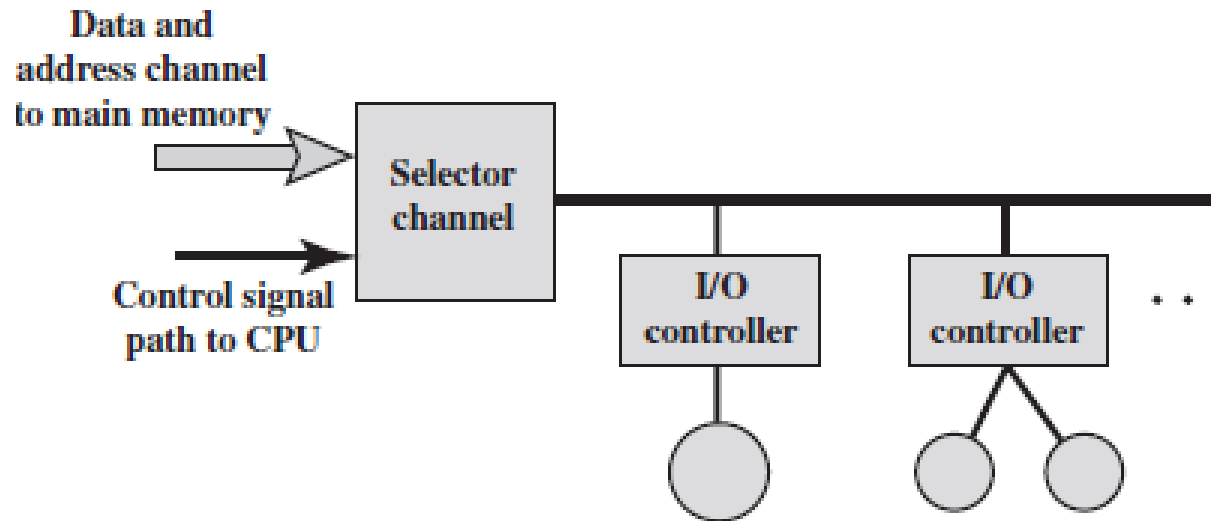 Data and
address channel
to main memory
Selector
channel
Control signal
path to CPU
I/O
controller
I/O
controller
. .